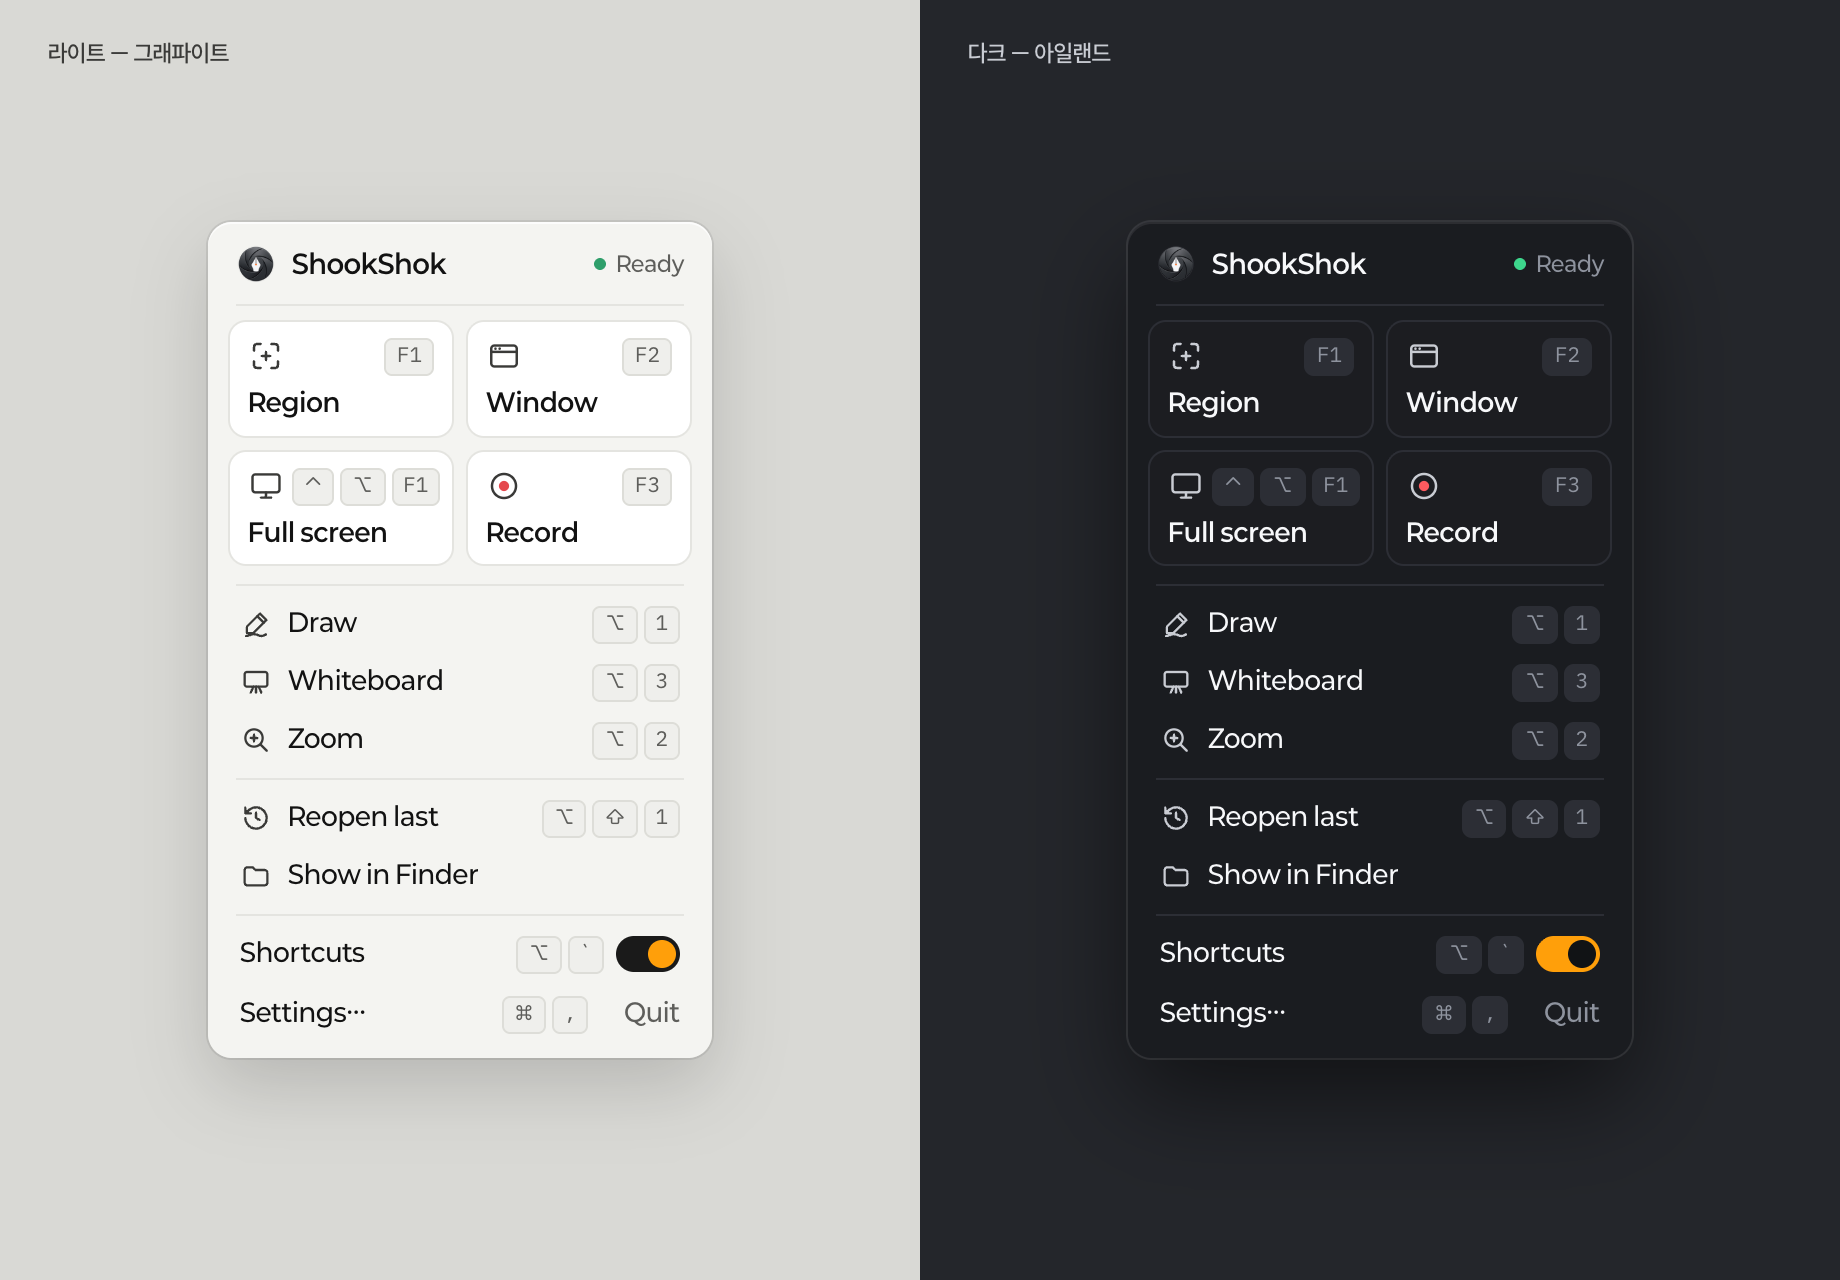 라이트 — 그래파이트
ShookShok Ready
F1 F2
Region Window
^ ⌥ F1 F3
Full screen Record
Draw ⌥ 1
Whiteboard ⌥ 3
Zoom ⌥ 2
Reopen last ⌥ ⇧ 1
Show in Finder
Shortcuts ⌥ `
Settings··· ⌘ , Quit
다크 — 아일랜드
ShookShok Ready
F1 F2
Region Window
^ ⌥ F1 F3
Full screen Record
Draw ⌥ 1
Whiteboard ⌥ 3
Zoom ⌥ 2
Reopen last ⌥ ⇧ 1
Show in Finder
Shortcuts ⌥ `
Settings··· ⌘ , Quit